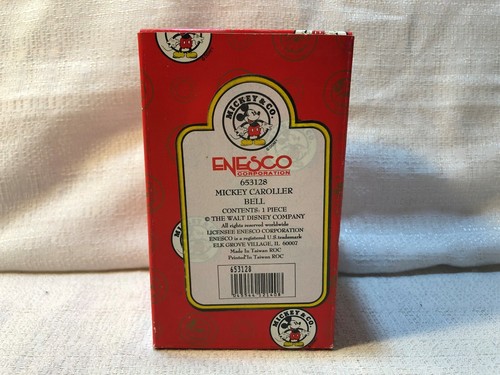 MICKEY & CO.
ENESCO
CORPORATION
653128
MICKEY CAROLLER
BELL
CONTENTS: 1 PIECE
© THE WALT DISNEY COMPANY
All rights reserved worldwide
LICENSEE ENESCO CORPORATION
ENESCO is a registered U.S. trademark
ELK GROVE VILLAGE, IL 60007
Made In Taiwan ROC
Printed In Taiwan ROC
653128
MICKEY & CO.